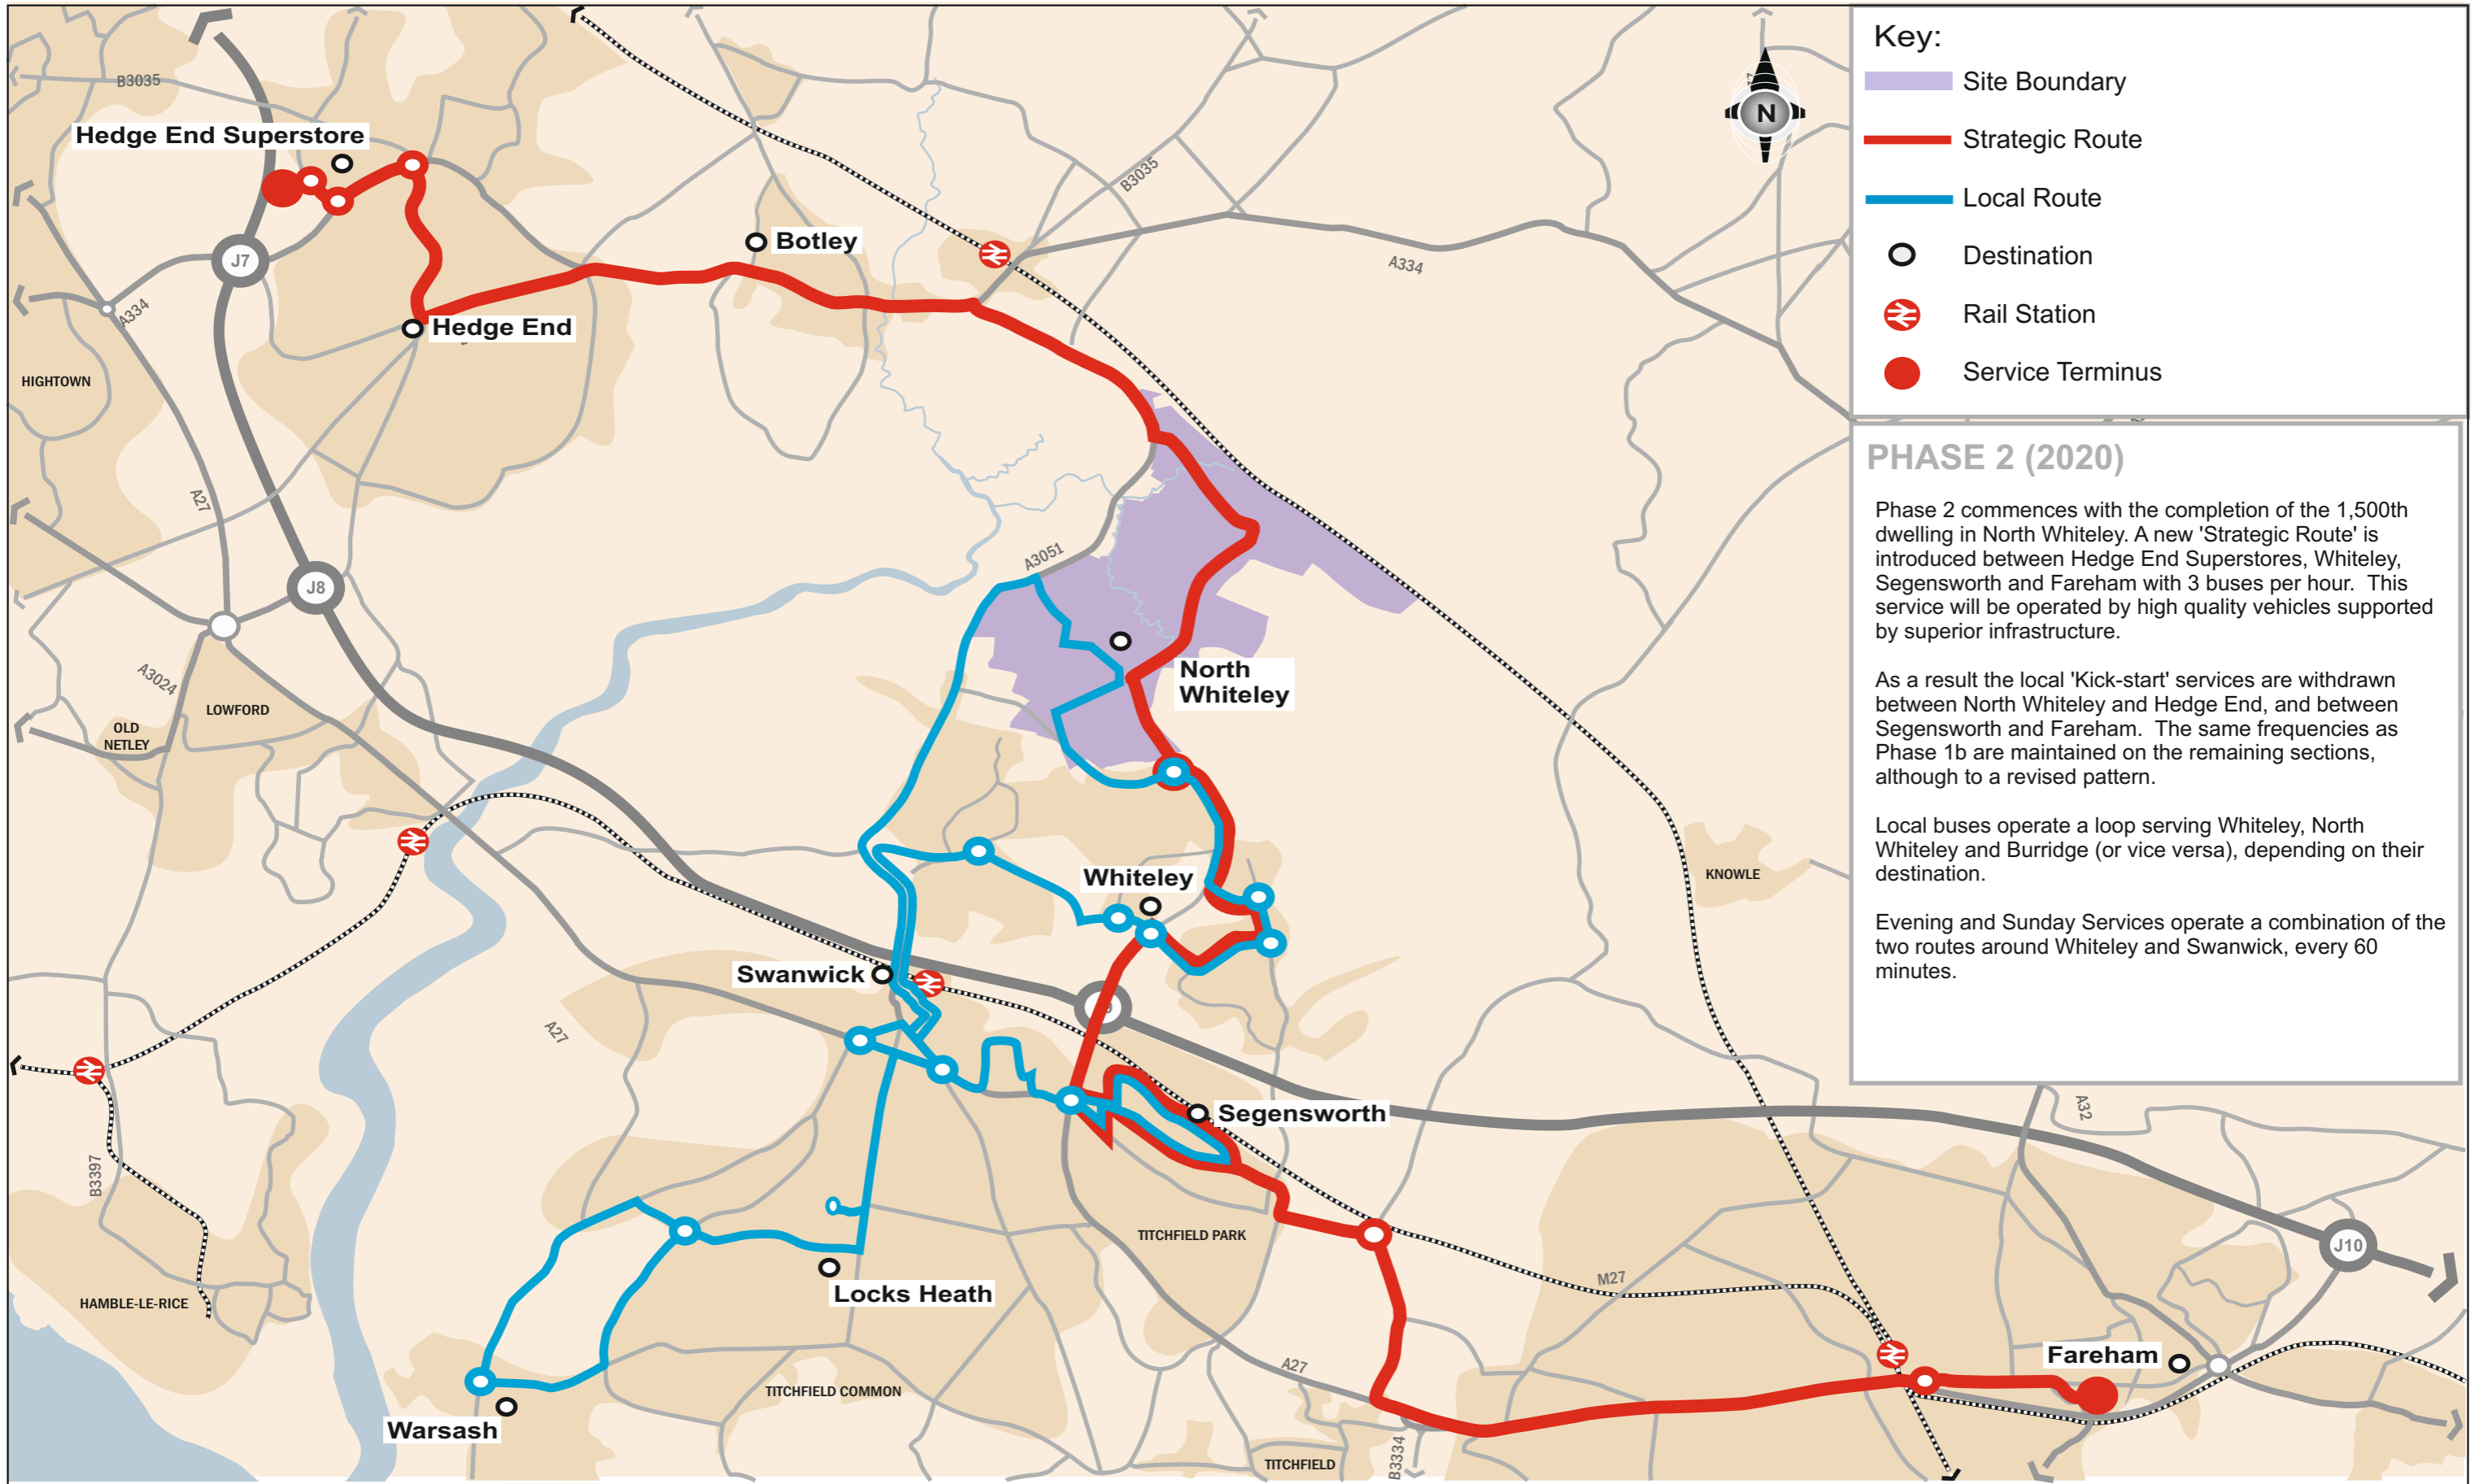 B3035
Hedge End Superstore
Botley
B3035
A334
J7
A334
Hedge End
HIGHTOWN
A27
A3051
J8
A3024
LOWFORD
OLD
NETLEY
North
Whiteley
Whiteley
KNOWLE
Swanwick
A27
Segensworth
B3397
TITCHFIELD PARK
A32
J10
M27
HAMBLE-LE-RICE
Locks Heath
A27
Fareham
TITCHFIELD COMMON
Warsash
TITCHFIELD
B3334
N
Key:
Site Boundary
Strategic Route
Local Route
Destination
Rail Station
Service Terminus
PHASE 2 (2020)
Phase 2 commences with the completion of the 1,500th
dwelling in North Whiteley. A new 'Strategic Route' is
introduced between Hedge End Superstores, Whiteley,
Segensworth and Fareham with 3 buses per hour. This
service will be operated by high quality vehicles supported
by superior infrastructure.
As a result the local 'Kick-start' services are withdrawn
between North Whiteley and Hedge End, and between
Segensworth and Fareham. The same frequencies as
Phase 1b are maintained on the remaining sections,
although to a revised pattern.
Local buses operate a loop serving Whiteley, North
Whiteley and Burridge (or vice versa), depending on their
destination.
Evening and Sunday Services operate a combination of the
two routes around Whiteley and Swanwick, every 60
minutes.